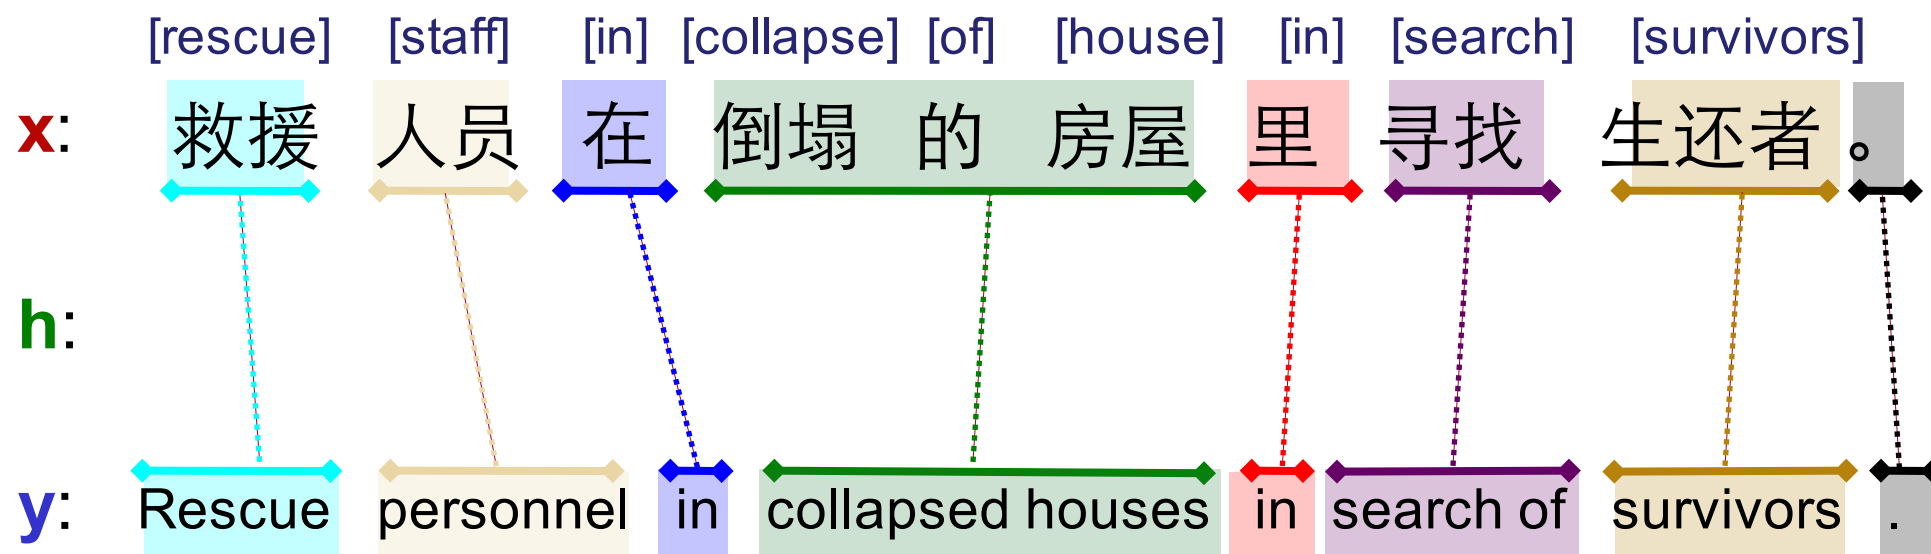 [rescue] [staff] [in] [collapse] [of] [house] [in] [search] [survivors]
x: 救援 人员 在 倒塌 的 房屋 里 寻找 生还者 。
h:
y: Rescue personnel in collapsed houses in search of survivors .